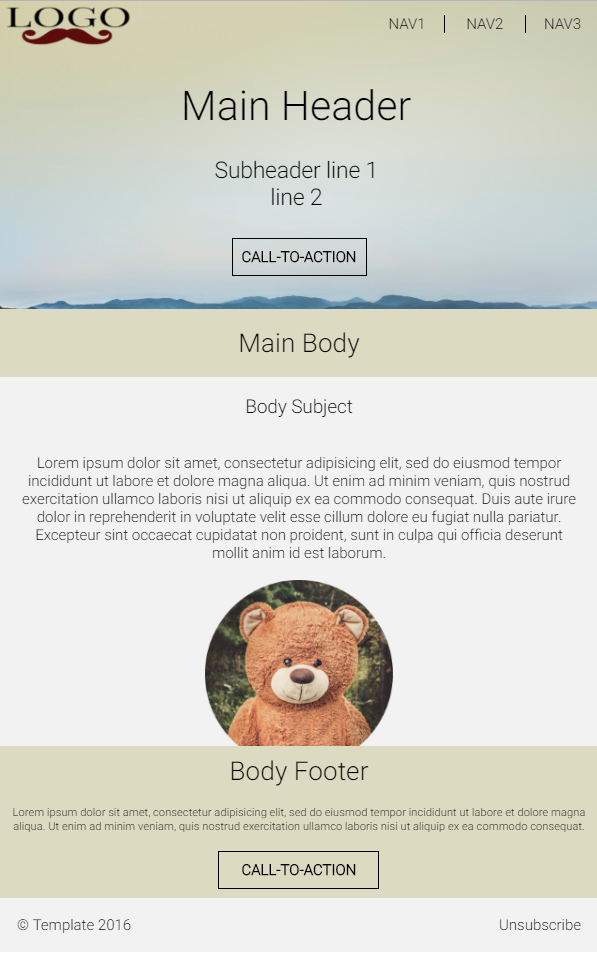 LOGO
NAV1 NAV2 NAV3
Main Header
Subheader line 1
line 2
CALL-TO-ACTION
Main Body
Body Subject
Lorem ipsum dolor sit amet, consectetur adipisicing elit, sed do eiusmod tempor
incididunt ut labore et dolore magna aliqua. Ut enim ad minim veniam, quis nostrud
exercitation ullamco laboris nisi ut aliquip ex ea commodo consequat. Duis aute irure
dolor in reprehenderit in voluptate velit esse cillum dolore eu fugiat nulla pariatur.
Excepteur sint occaecat cupidatat non proident, sunt in culpa qui officia deserunt
mollit anim id est laborum.
Body Footer
Lorem ipsum dolor sit amet, consectetur adipisicing elit, sed do eiusmod tempor incididunt ut labore et dolore magna
aliqua. Ut enim ad minim veniam, quis nostrud exercitation ullamco laboris nisi ut aliquip ex ea commodo consequat.
CALL-TO-ACTION
© Template 2016 Unsubscribe